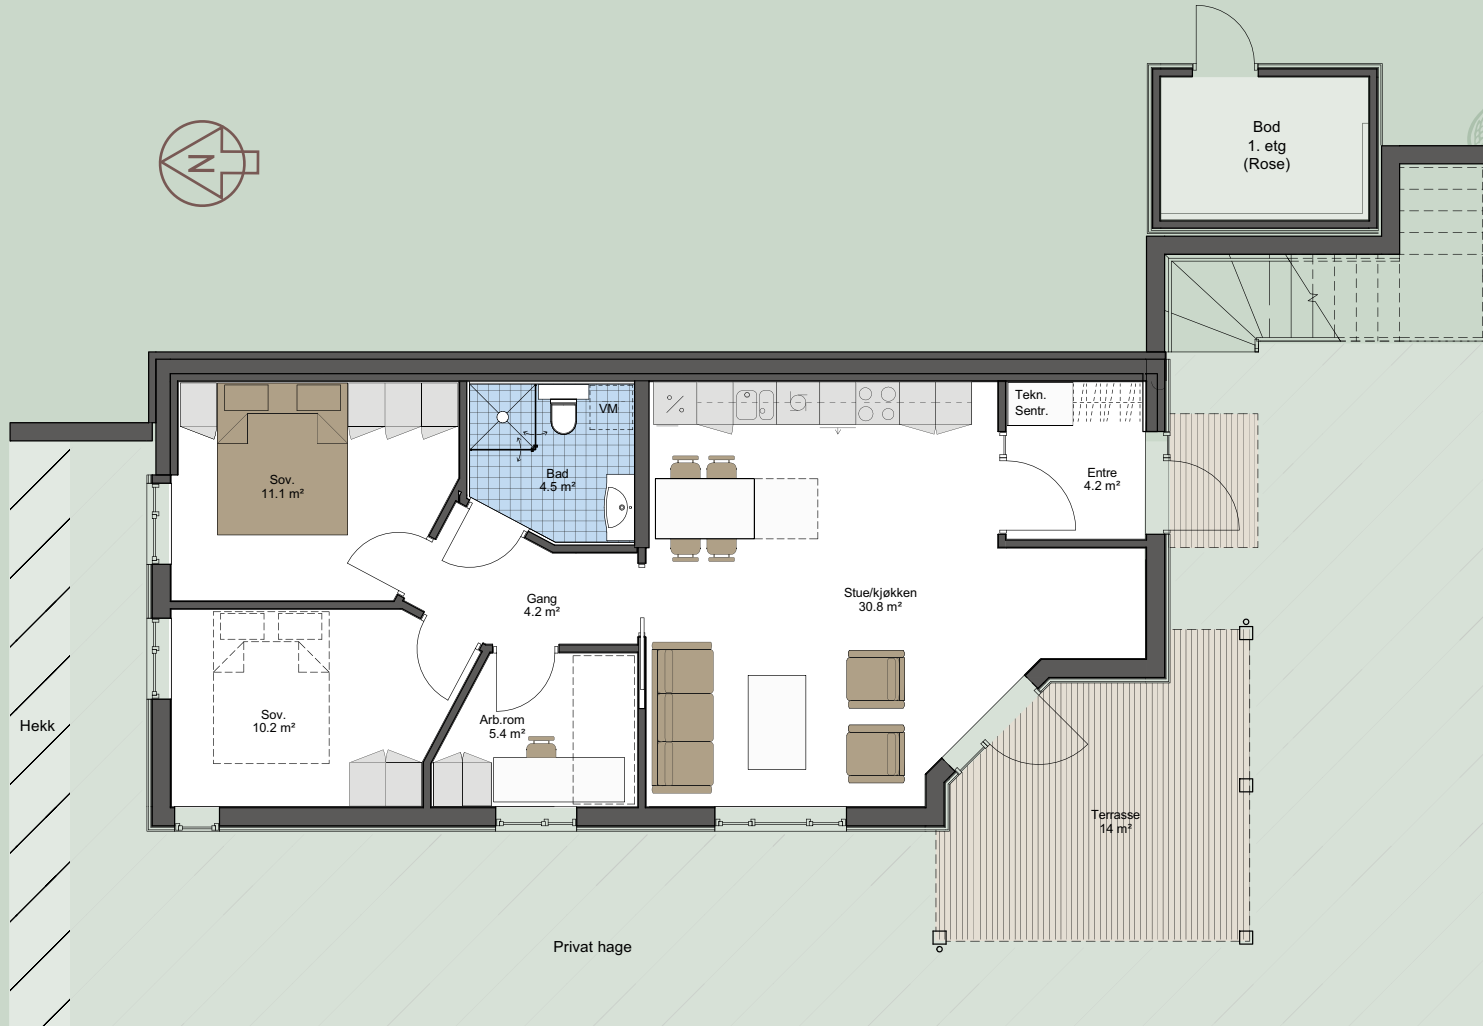 Bod
1. etg
(Rose)
N
Tekn.
Sentr.
VM
Entre
4.2 m²
Bad
4.5 m²
Sov.
11.1 m²
Stue/kjøkken
30.8 m²
Gang
4.2 m²
Sov.
10.2 m²
Arb.rom
5.4 m²
Hekk
Terrasse
14 m²
Privat hage